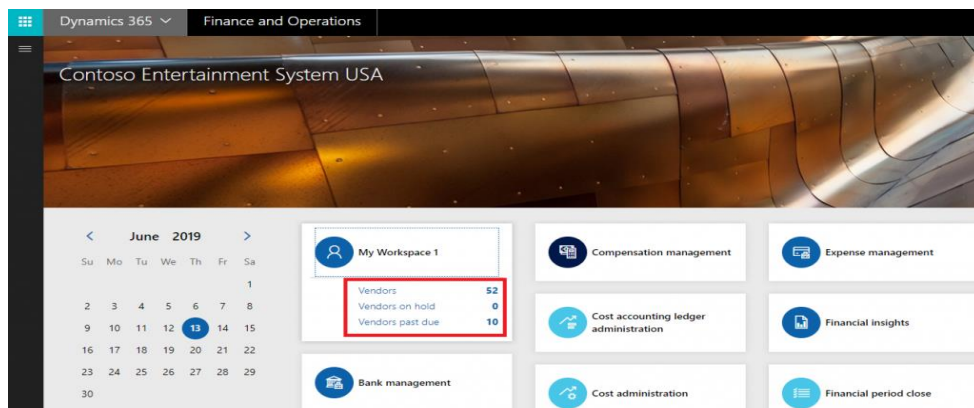 Dynamics 365
Finance and Operations
Contoso Entertainment System USA
June 2019
Su Mo Tu We Th Fr Sa
1
2 3 4 5 6 7 8
9 10 11 12 13 14 15
16 17 18 19 20 21 22
23 24 25 26 27 28 29
30
My Workspace 1
Vendors 52
Vendors on hold 0
Vendors past due 10
Bank management
Compensation management
Cost accounting ledger
administration
Cost administration
Expense management
Financial insights
Financial period close